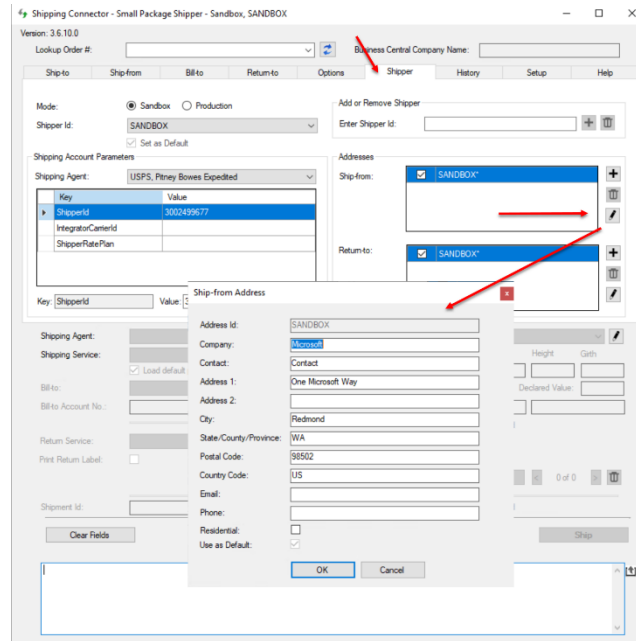 Shipping Connector - Small Package Shipper - Sandbox, SANDBOX
Version: 3.6.10.0
Lookup Order #: Business Central Company Name:
Ship-to Ship-from Bill-to Return-to Options Shipper History Setup Help
Mode: Sandbox Production Add or Remove Shipper
Shipper Id: SANDBOX Enter Shipper Id:
Set as Default
Shipping Account Parameters Addresses
Shipping Agent: USPS, Pitney Bowes Expedited Ship-from: SANDBOX*
Key Value
ShipperId 3002499677
IntegratorCarrierId
ShipperRatePlan
Return-to: SANDBOX*
Key: ShipperId Value: 3
Ship-from Address
Address Id: SANDBOX
Company: Microsoft
Contact: Contact
Address 1: One Microsoft Way
Address 2:
City: Redmond
State/County/Province: WA
Postal Code: 98502
Country Code: US
Email:
Phone:
Residential:
Use as Default:
OK Cancel
Shipping Agent:
Shipping Service: Height Girth
Load default
Bill-to: Declared Value:
Bill-to Account No.:
Return Service:
Print Return Label: < 0 of 0 >
Shipment Id:
Clear Fields Ship